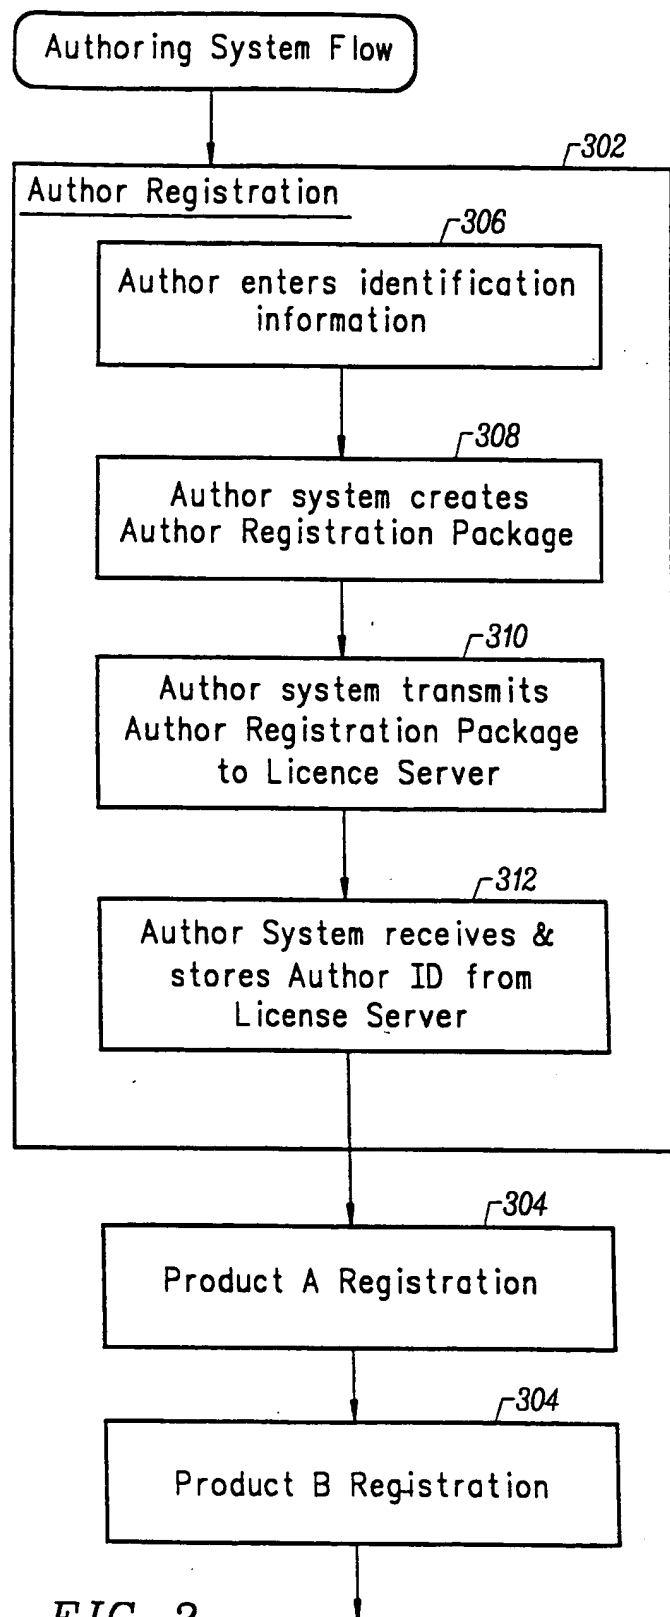 Authoring System Flow
302
Author Registration
306
Author enters identification
information
308
Author system creates
Author Registration Package
310
Author system transmits
Author Registration Package
to Licence Server
312
Author System receives &
stores Author ID from
License Server
304
Product A Registration
304
Product B Registration
FIG.